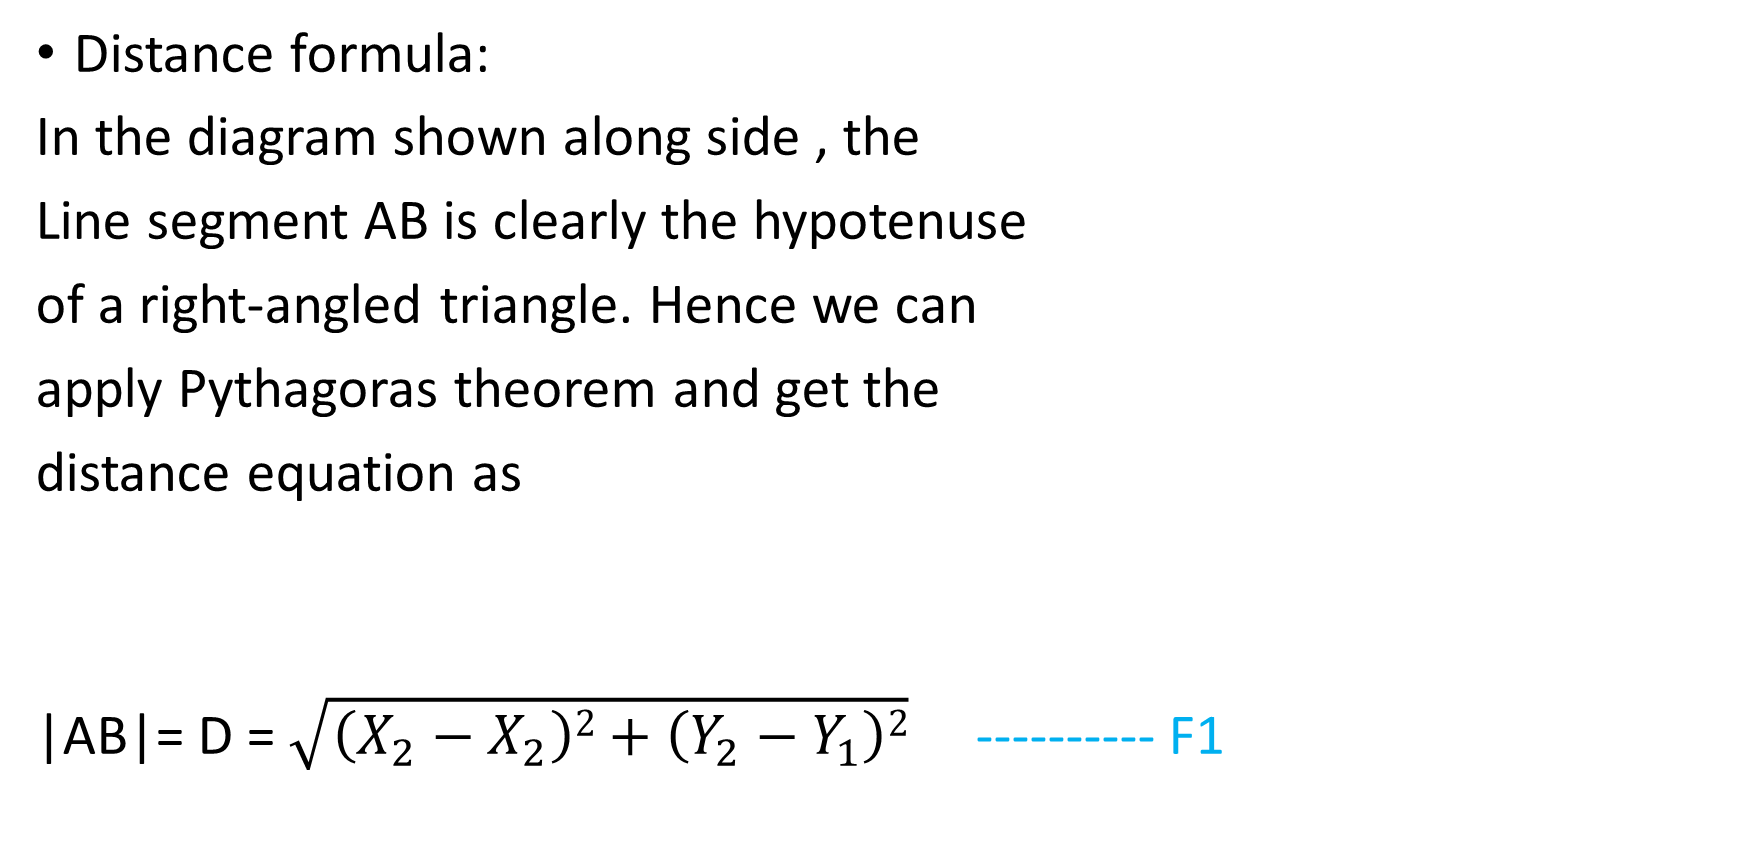 • Distance formula:
In the diagram shown along side , the
Line segment AB is clearly the hypotenuse
of a right-angled triangle. Hence we can
apply Pythagoras theorem and get the
distance equation as
|AB|= D = √(X₂ − X₂)² + (Y₂ − Y₁)² ---------- F1